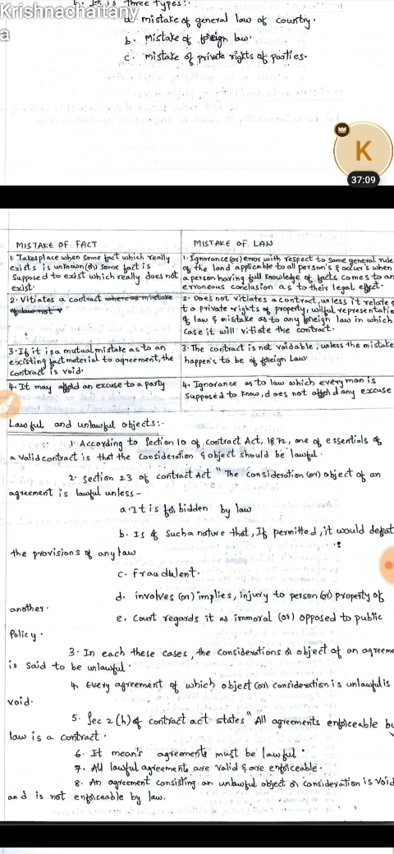 h. It is Three Types:-
Krishnachaitany
a
a. mistake of general law of country.
b. mistake of foreign law.
c. mistake of private rights of parties.
K
37:09
MISTAKE OF FACT
MISTAKE OF LAW
1. Takes place when some fact which really exists is unknown (or) some fact is supposed to exist which really does not exist.
1. Ignorance (or) error with respect to some general rule of the land applicable to all person's & occur's when a person having full knowledge of facts comes to an erroneous conclusion as to their legal effect.
2. Vitiates a contract whereas mistake of law not
2. Does not vitiates a contract, unless it relate s to private rights of property, willful representatio of law & mistake as to any foreign law in which case it will vitiate the contract.
3. If it is a mutual mistake as to an existing fact material to agreement, the contract is void.
3. The contract is not voidable, unless the mistake happen's to be of foreign Law
4. It may afford an excuse to a party
4. Ignorance as to law which every man is supposed to know, does not afford any excuse
Lawful and unlawful objects:-
1. According to Section 10 of contract Act, 1872, one of essentials of
a valid contract is that the consideration & object should be lawful.
2. Section 23 of contract Act "The consideration (or) object of an
agreement is lawful unless -
a. It is forbidden by law
b. Is of such a nature that, If permitted, it would defeat
the provisions of any law
c. Fraudulent.
d. involves (or) implies, injury to person (or) property of
another.
e. court regards it as immoral (or) opposed to public
policy.
3. In each these cases, the considerations & object of an agreeme
is said to be unlawful.
4. Every agreement of which object (or) consideration is unlawful is
void.
5. Sec 2(h) of contract act states "All agreements enforceable by
law is a contract.
6. It mean's agreements must be lawful.
7. All lawful agreements are valid & are enforceable.
8. An agreement consisting an unlawful object or consideration is void
and is not enforceable by law.